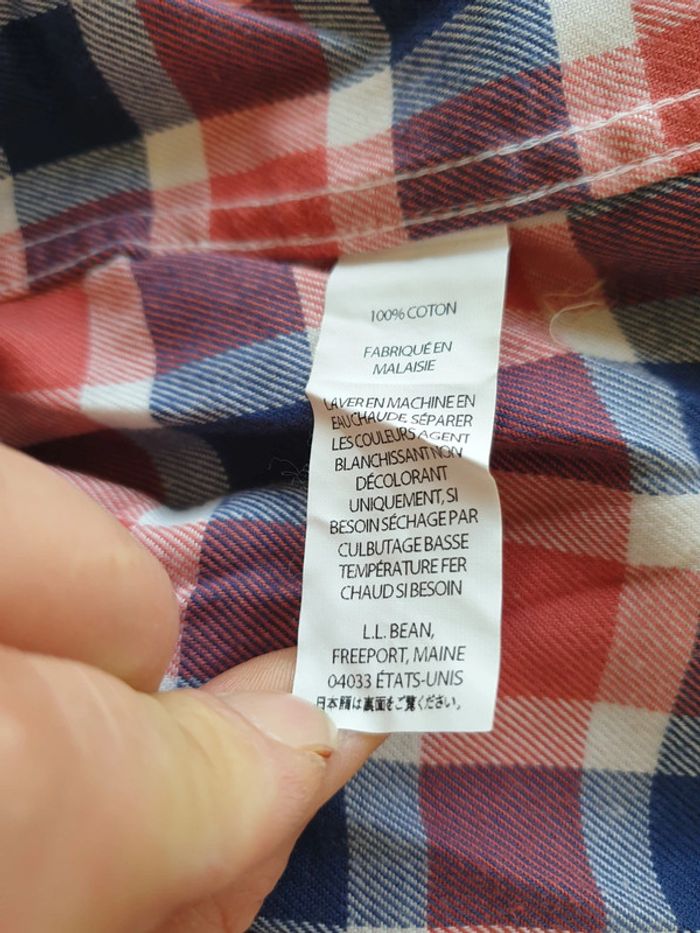 100% COTON
FABRIQUÉ EN
MALAISIE
LAVER EN MACHINE EN
EAU CHAUDE, SÉPARER
LES COULEURS AGENT
BLANCHISSANT NON
DÉCOLORANT
UNIQUEMENT, SI
BESOIN SÉCHAGE PAR
CULBUTAGE BASSE
TEMPÉRATURE FER
CHAUD SI BESOIN
L.L. BEAN,
FREEPORT, MAINE
04033 ÉTATS-UNIS
日本語は裏面をご覧ください。